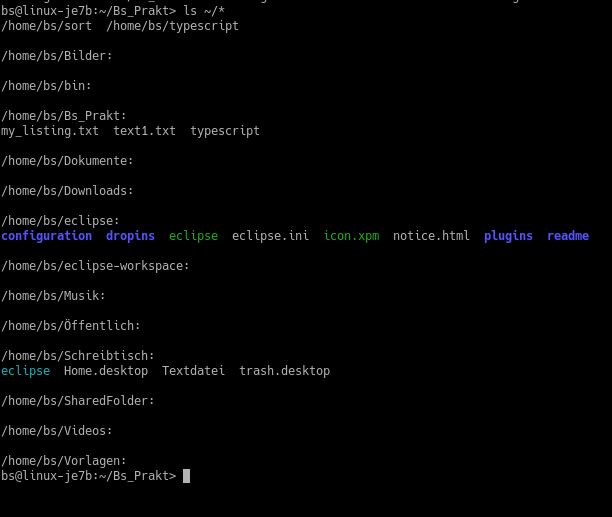 bs@linux-je7b:~/Bs_Prakt> ls ~/*
/home/bs/sort  /home/bs/typescript
/home/bs/Bilder:
/home/bs/bin:
/home/bs/Bs_Prakt:
my_listing.txt  text1.txt  typescript
/home/bs/Dokumente:
/home/bs/Downloads:
/home/bs/eclipse:
configuration  dropins  eclipse  eclipse.ini  icon.xpm  notice.html  plugins  readme
/home/bs/eclipse-workspace:
/home/bs/Musik:
/home/bs/Öffentlich:
/home/bs/Schreibtisch:
eclipse  Home.desktop  Textdatei  trash.desktop
/home/bs/SharedFolder:
/home/bs/Videos:
/home/bs/Vorlagen:
bs@linux-je7b:~/Bs_Prakt>